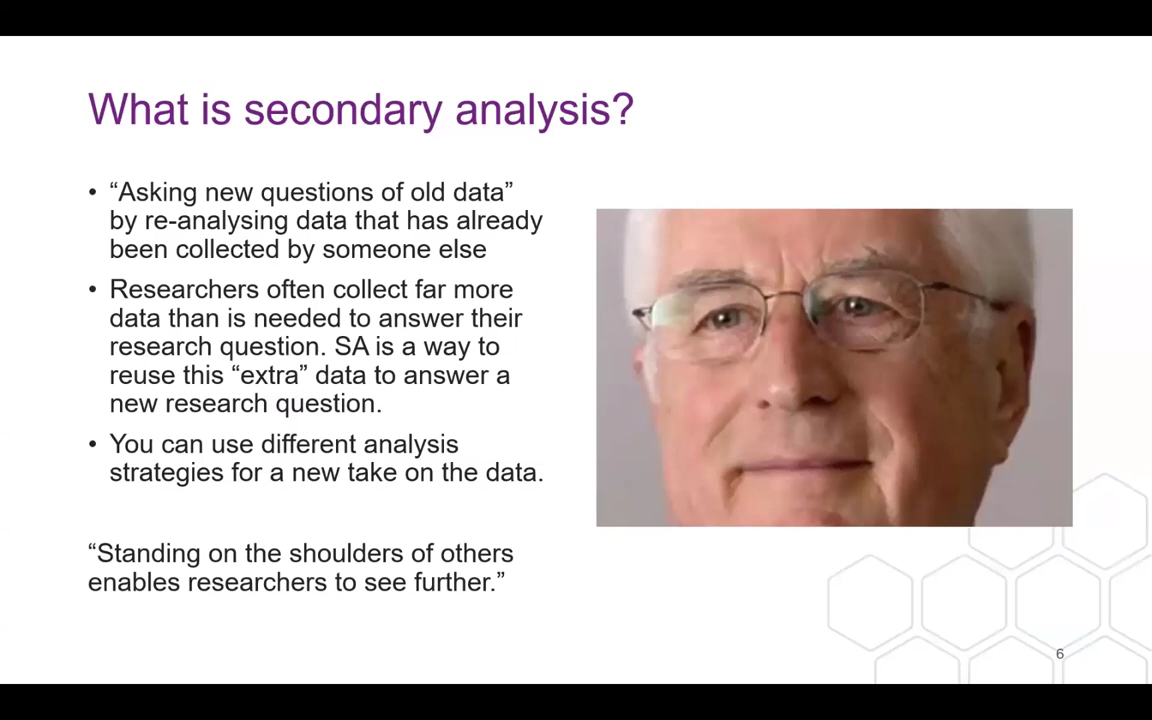 What is secondary analysis?
• “Asking new questions of old data”
by re-analysing data that has already
been collected by someone else
• Researchers often collect far more
data than is needed to answer their
research question. SA is a way to
reuse this “extra” data to answer a
new research question.
• You can use different analysis
strategies for a new take on the data.
“Standing on the shoulders of others
enables researchers to see further.”
6